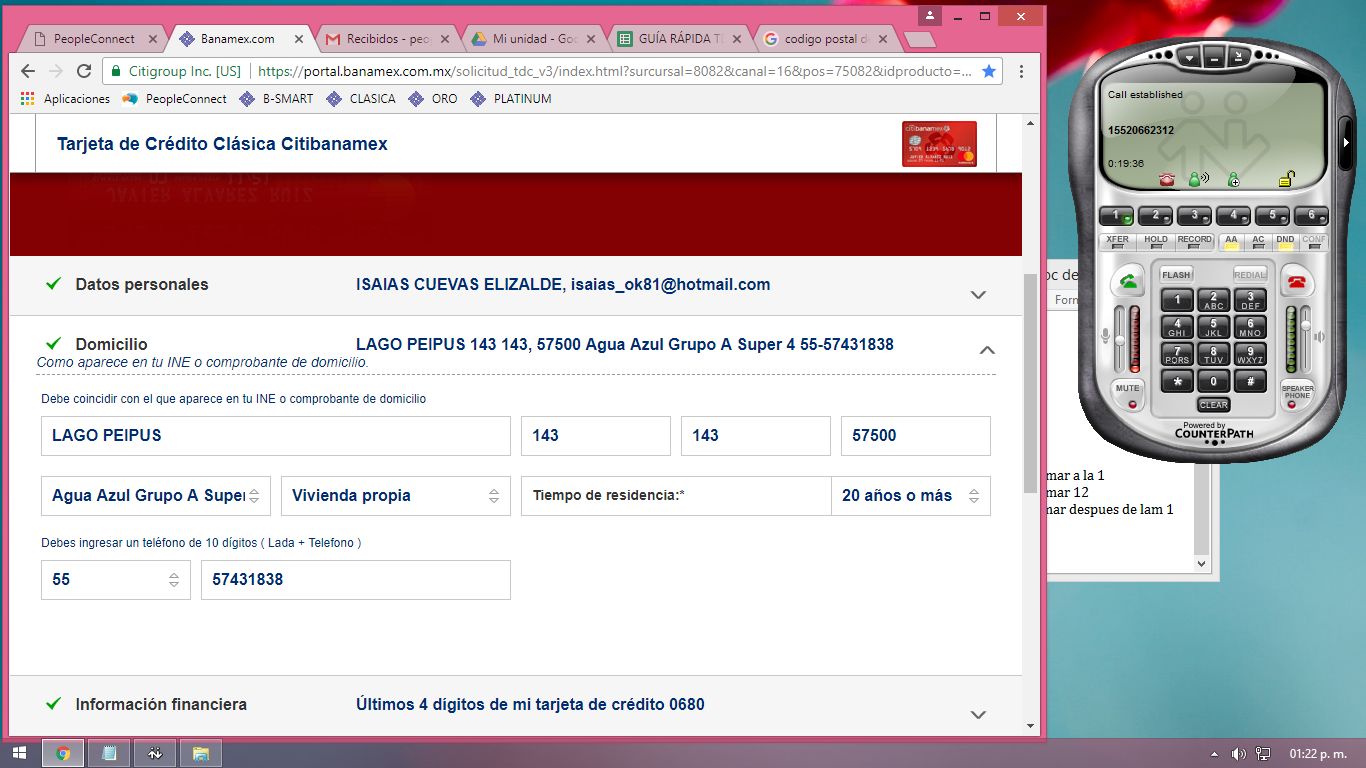 PeopleConnect
Banamex.com
Recibidos - peo
Mi unidad - Goo
GUÍA RÁPIDA T
codigo postal de
Citigroup Inc. [US]
https://portal.banamex.com.mx/solicitud_tdc_v3/index.html?surcursal=8082&canal=16&pos=75082&idproducto=...
Aplicaciones
PeopleConnect
B-SMART
CLASICA
ORO
PLATINUM
Tarjeta de Crédito Clásica Citibanamex
citibanamex
JAVIER ALVAREZ RUIZ
Datos personales
ISAIAS CUEVAS ELIZALDE, isaias_ok81@hotmail.com
Domicilio
LAGO PEIPUS 143 143, 57500 Agua Azul Grupo A Super 4 55-57431838
Como aparece en tu INE o comprobante de domicilio.
Debe coincidir con el que aparece en tu INE o comprobante de domicilio
LAGO PEIPUS
143
143
57500
Agua Azul Grupo A Super
Vivienda propia
Tiempo de residencia:*
20 años o más
Debes ingresar un teléfono de 10 dígitos ( Lada + Telefono )
55
57431838
Información financiera
Últimos 4 dígitos de mi tarjeta de crédito 0680
Call established
15520662312
0:19:36
1 2 3 4 5 6
XFER HOLD RECORD AA AC DND CONF
FLASH
REDIAL
1
2 ABC
3 DEF
4 GHI
5 JKL
6 MNO
7 PQRS
8 TUV
9 WXYZ
*
0
#
MUTE
SPEAKER PHONE
CLEAR
Powered by
COUNTERPATH
oc de
Form
mar a la 1
mar 12
mar despues de lam 1
01:22 p. m.